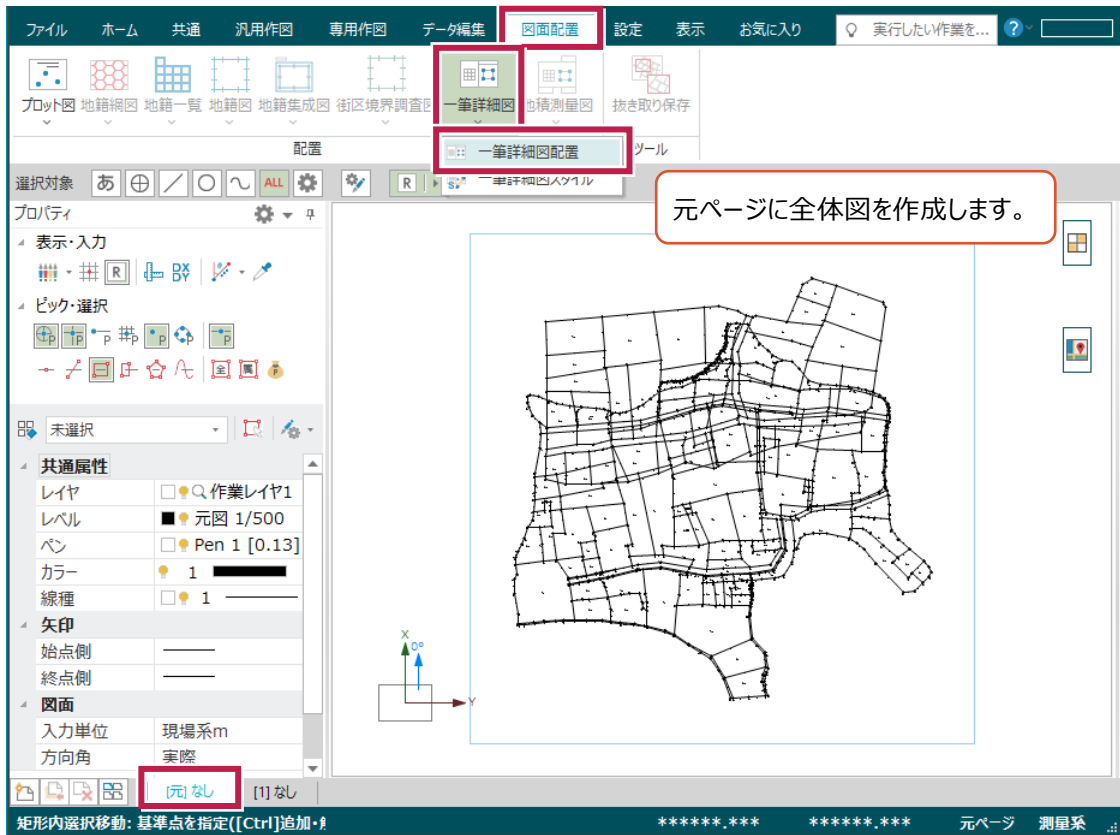 ファイル ホーム 共通 汎用作図 専用作図 データ編集 図面配置 設定 表示 お気に入り 実行したい作業を... ?
プロット図 地籍網図 地籍一覧 地籍図 地籍集成図 街区境界調査図 一筆詳細図 地積測量図 抜き取り保存
配置 ツール
一筆詳細図配置
一筆詳細図スタイル
選択対象 あ ALL R
元ページに全体図を作成します。
プロパティ
表示・入力
R DX DY
ピック・選択
P P P P P P P
全 属 P
未選択
共通属性
レイヤ 作業レイヤ1
レベル 元図 1/500
ペン Pen 1 [0.13]
カラー 1
線種 1
矢印
始点側
終点側
図面
入力単位 現場系m
方向角 実際
X 0° Y
[元] なし [1] なし
矩形内選択移動: 基準点を指定([Ctrl]追加・ ******.*** ******.*** 元ページ 測量系